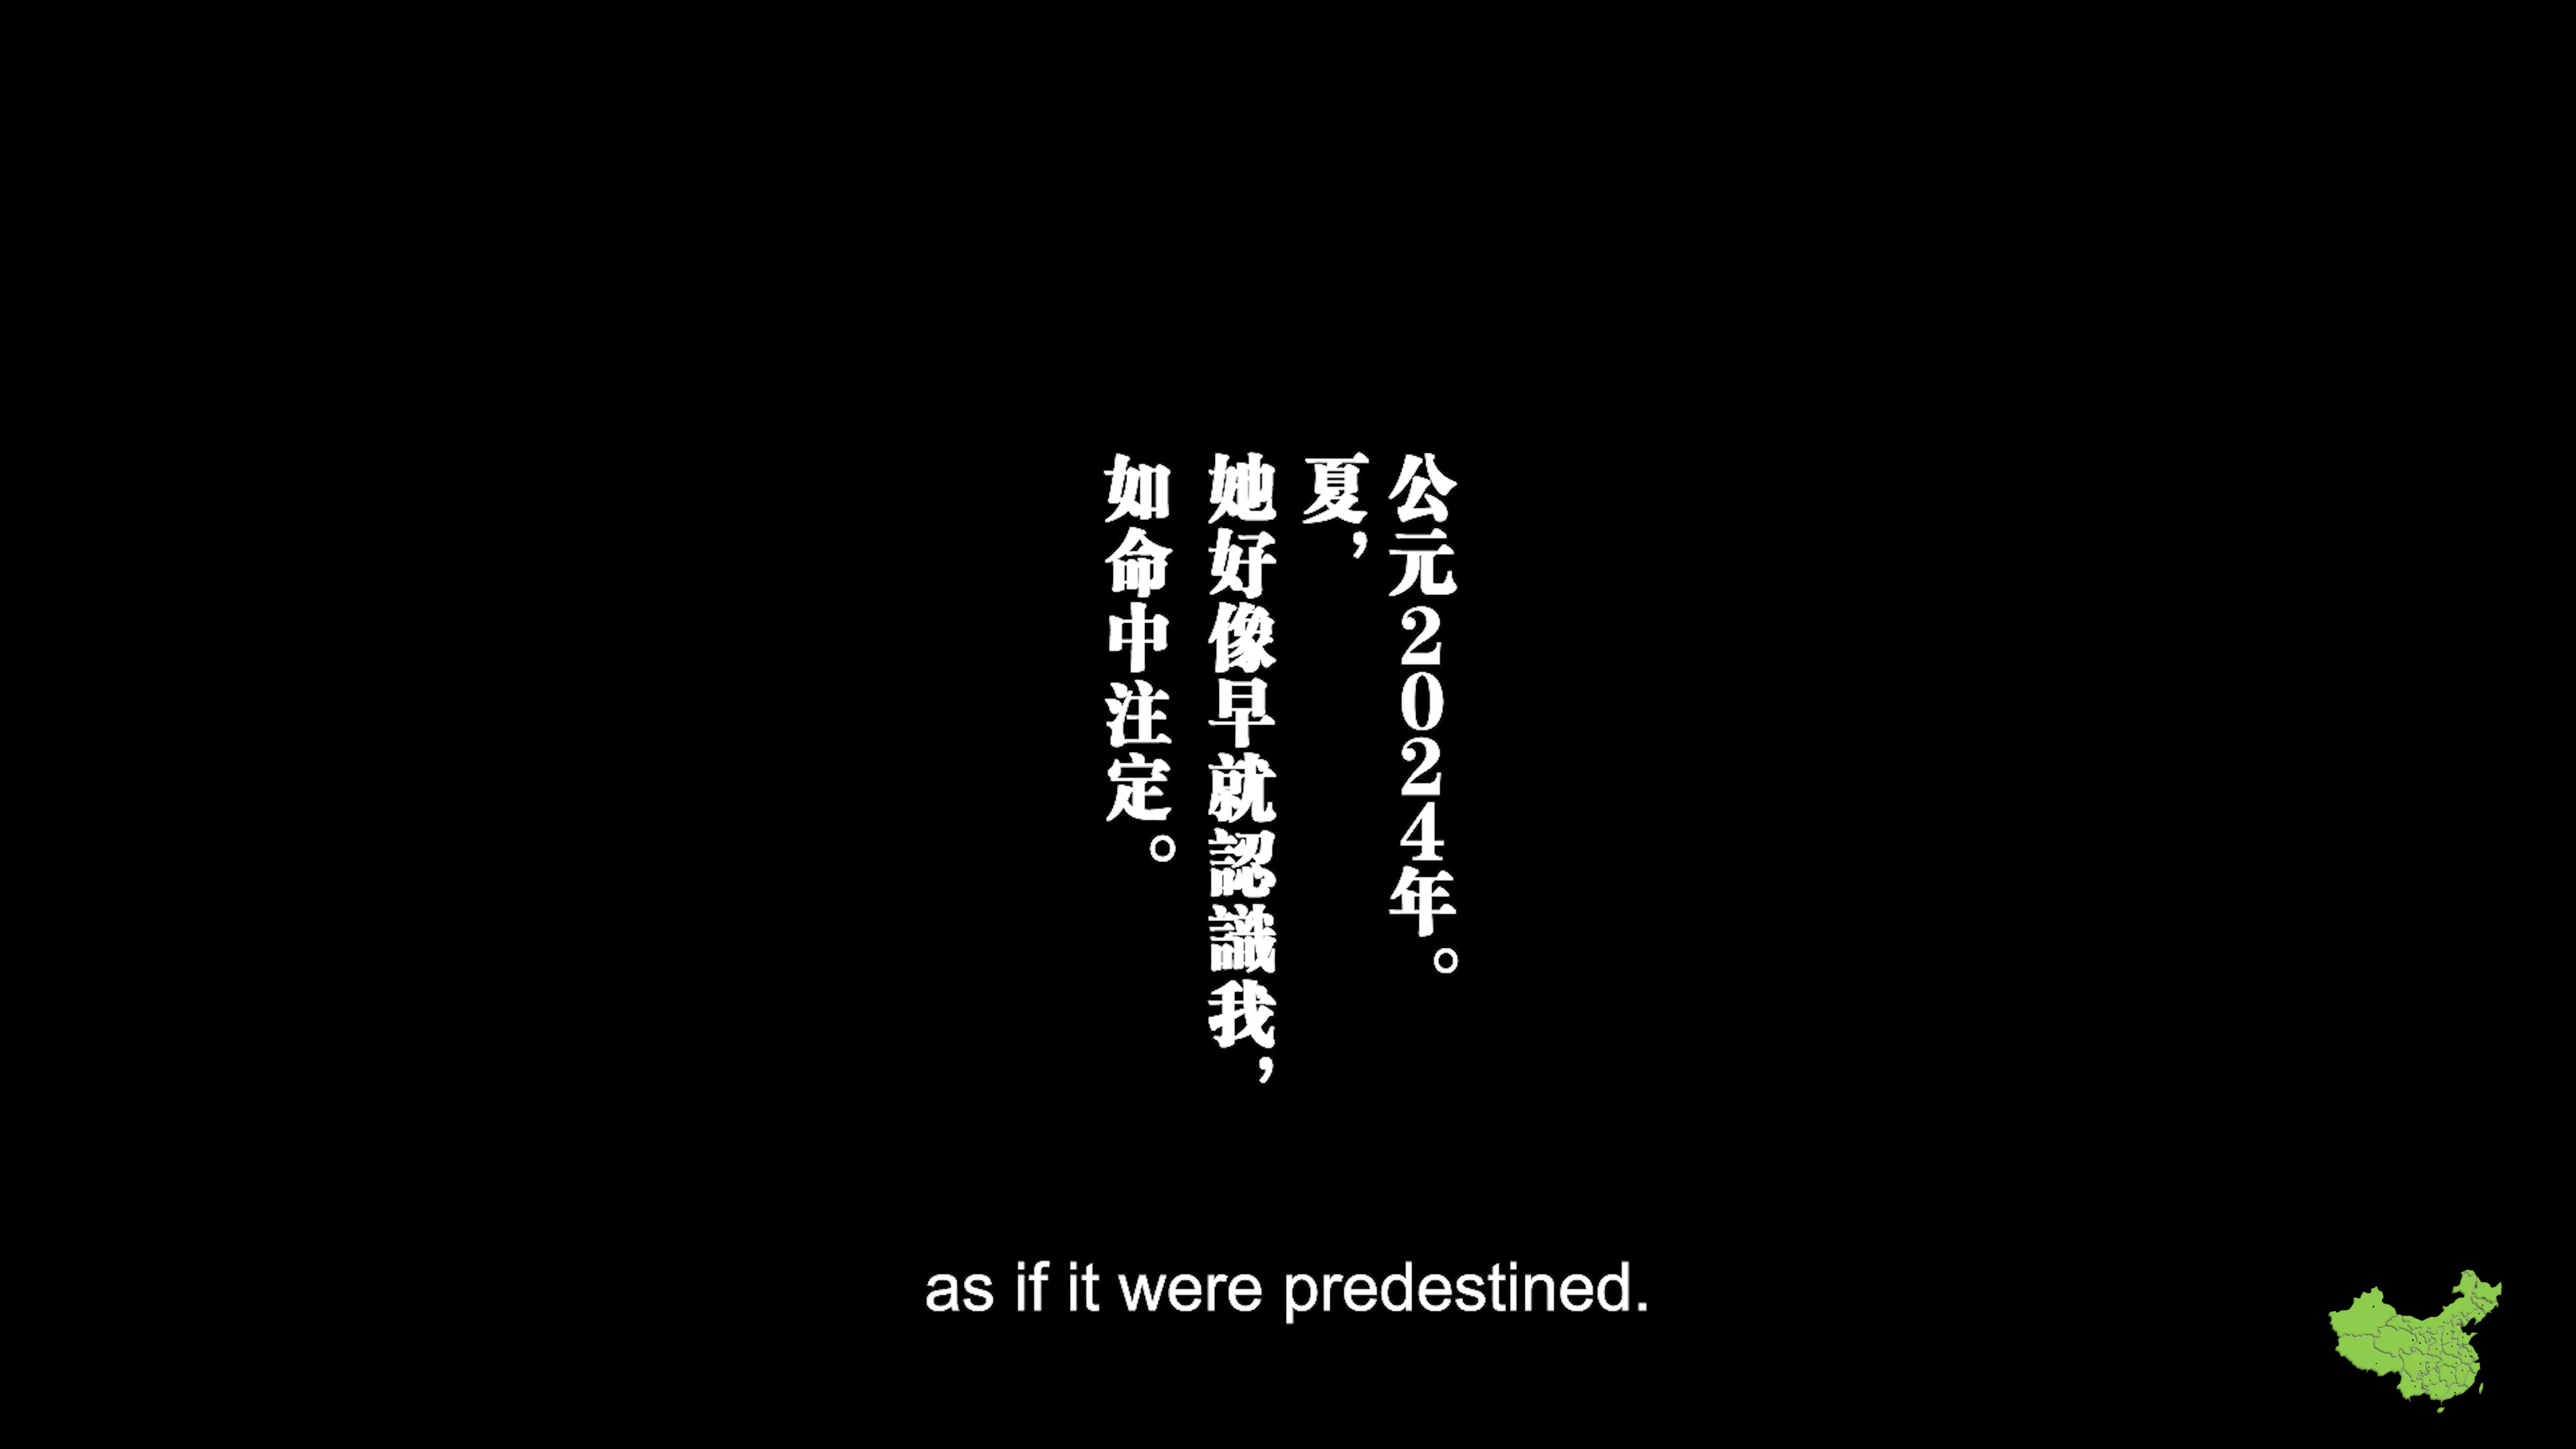 公元2024年。
夏，
她好像早就認識我，
如命中注定。
as if it were predestined.